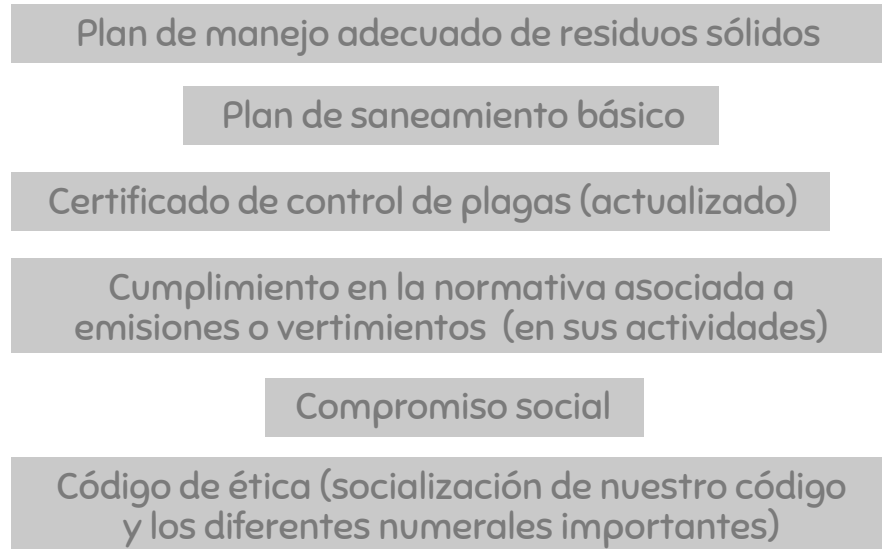 Plan de manejo adecuado de residuos sólidos
Plan de saneamiento básico
Certificado de control de plagas (actualizado)
Cumplimiento en la normativa asociada a
emisiones o vertimientos (en sus actividades)
Compromiso social
Código de ética (socialización de nuestro código
y los diferentes numerales importantes)